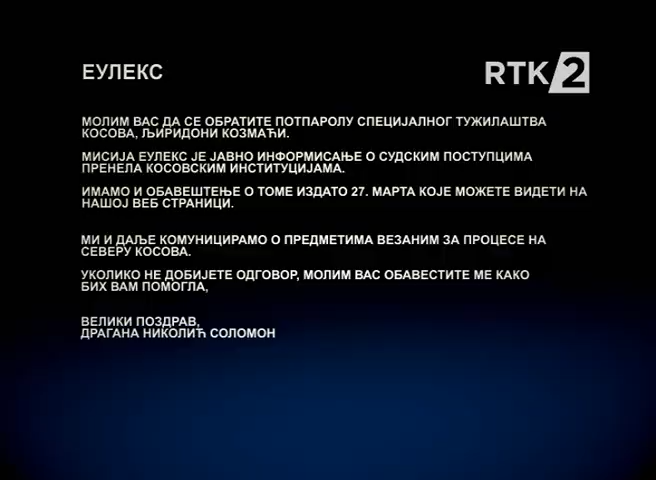 ЕУЛЕКС
RTK2
МОЛИМ ВАС ДА СЕ ОБРАТИТЕ ПОТПАРОЛУ СПЕЦИЈАЛНОГ ТУЖИЛАШТВА
КОСОВА, ЉИРИДОНИ КОЗМАЋИ.
МИСИЈА ЕУЛЕКС ЈЕ ЈАВНО ИНФОРМИСАЊЕ О СУДСКИМ ПОСТУПЦИМА
ПРЕНЕЛА КОСОВСКИМ ИНСТИТУЦИЈАМА.
ИМАМО И ОБАВЕШТЕЊЕ О ТОМЕ ИЗДАТО 27. МАРТА КОЈЕ МОЖЕТЕ ВИДЕТИ НА
НАШОЈ ВЕБ СТРАНИЦИ.
МИ И ДАЉЕ КОМУНИЦИРАМО О ПРЕДМЕТИМА ВЕЗАНИМ ЗА ПРОЦЕСЕ НА
СЕВЕРУ КОСОВА.
УКОЛИКО НЕ ДОБИЈЕТЕ ОДГОВОР, МОЛИМ ВАС ОБАВЕСТИТЕ МЕ КАКО
БИХ ВАМ ПОМОГЛА,
ВЕЛИКИ ПОЗДРАВ,
ДРАГАНА НИКОЛИЋ СОЛОМОН